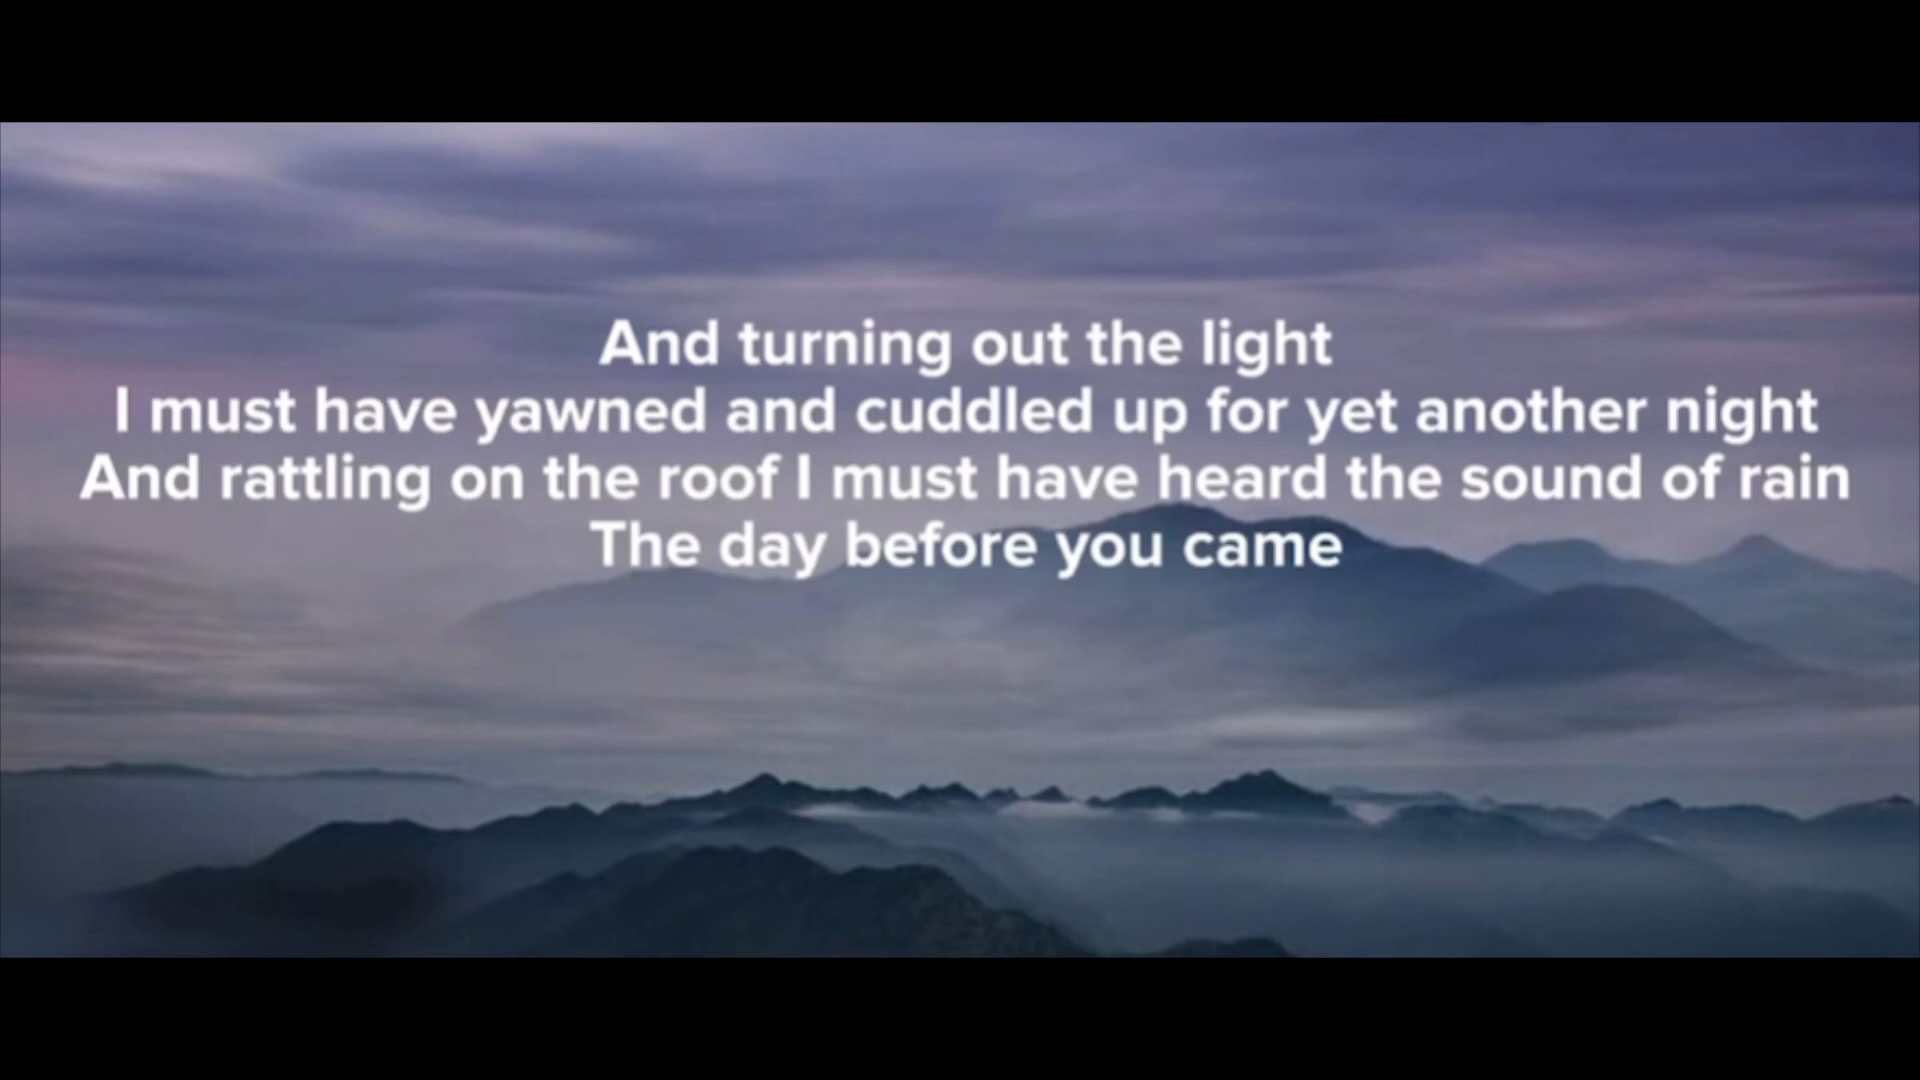 And turning out the light
I must have yawned and cuddled up for yet another night
And rattling on the roof I must have heard the sound of rain
The day before you came